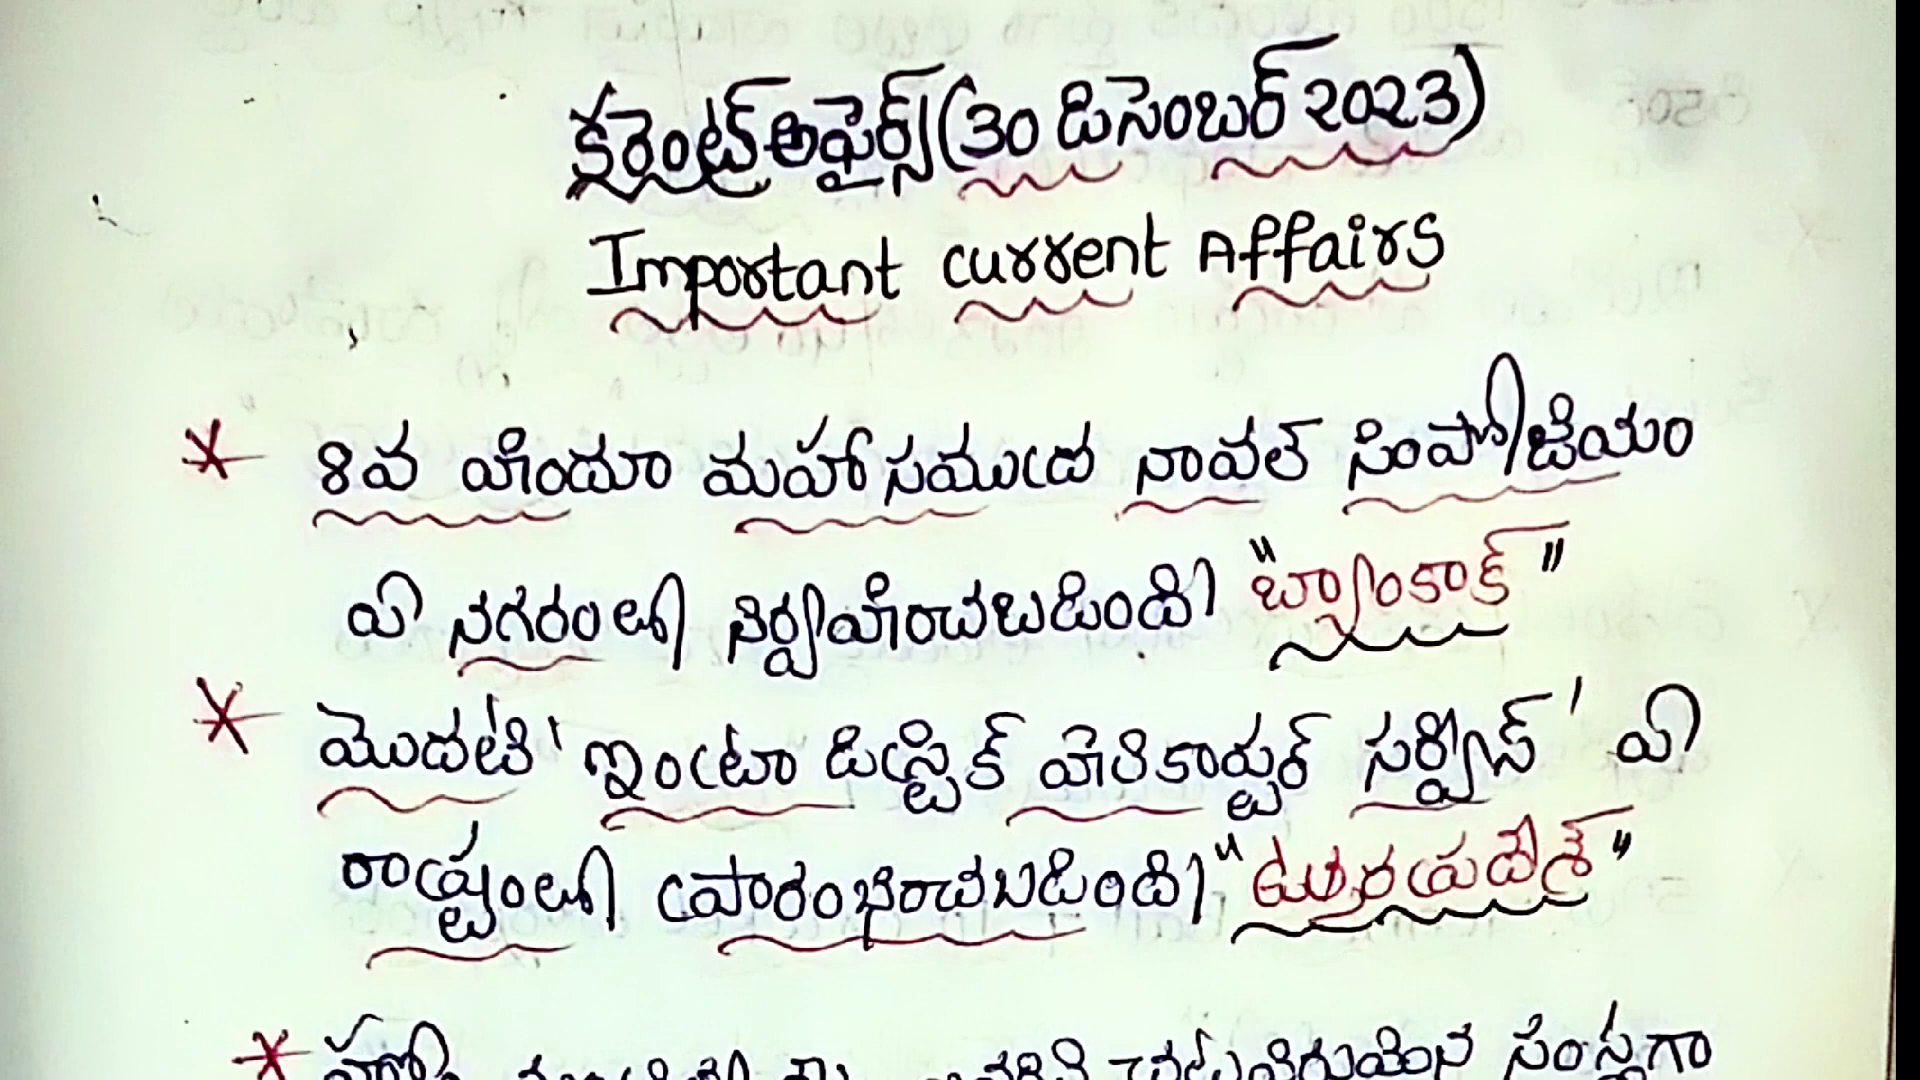 కరెంట్ అఫైర్స్ (30 డిసెంబర్ 2023)
Important current Affairs
* 8వ హిందూ మహాసముద్ర నావల్ సింపోజియం
ఏ నగరంలో నిర్వహించబడింది "బ్యాంకాక్"
* మొదటి 'ఇంట్రా డిస్ట్రిక్ హెలికాప్టర్ సర్వీస్' ఏ
రాష్ట్రంలో ప్రారంభించబడింది "ఉత్తరప్రదేశ్"
* హోం సంస్థగా